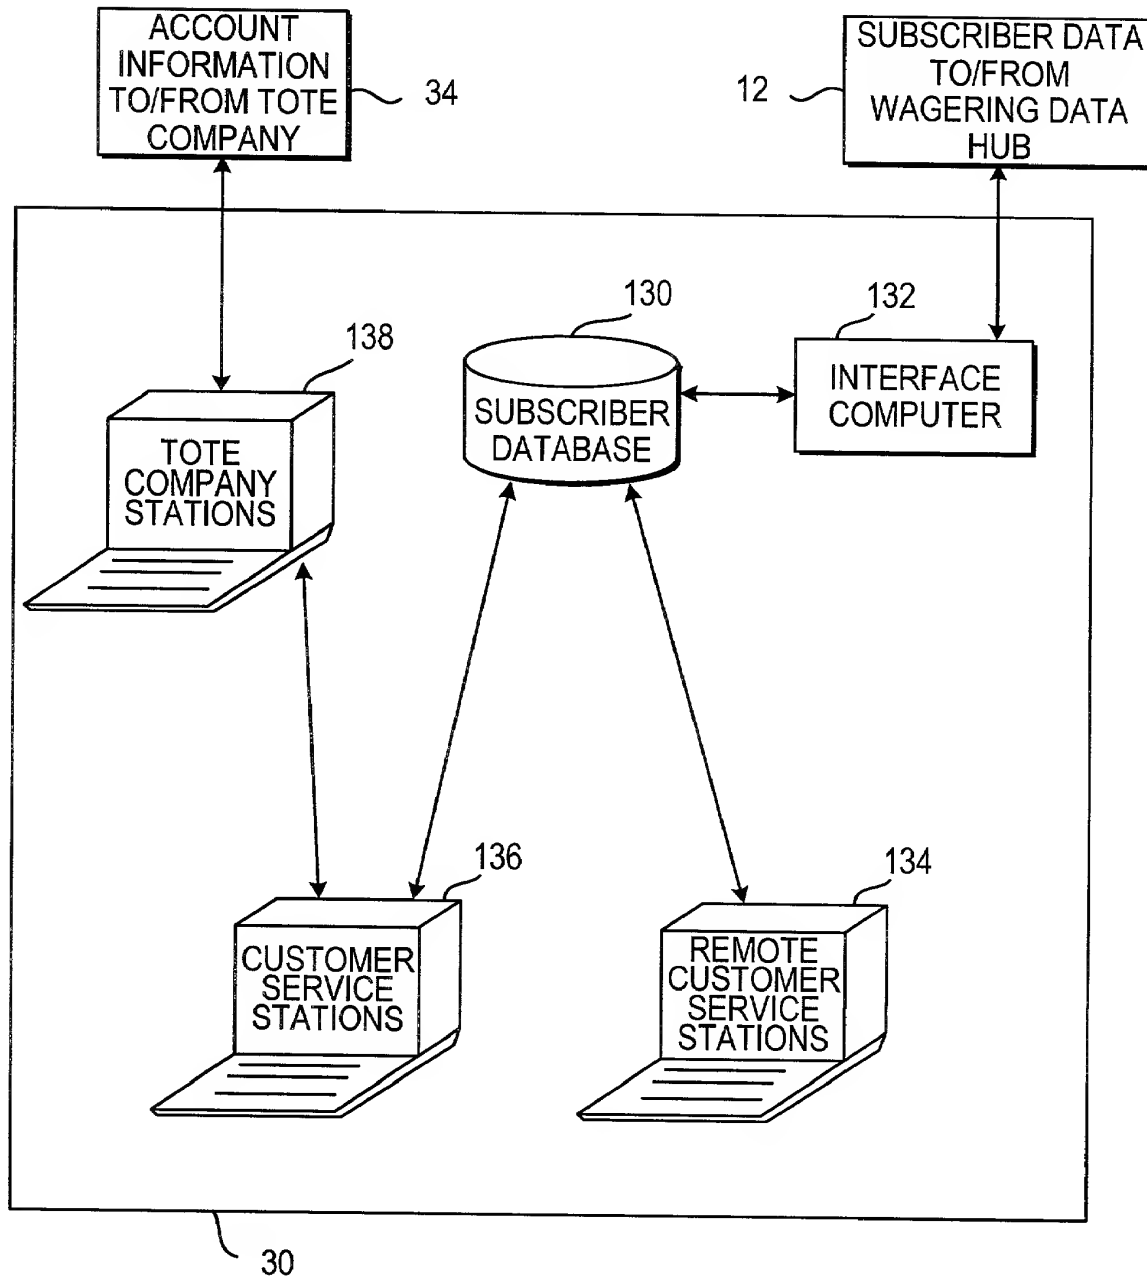 ACCOUNT
INFORMATION
TO/FROM TOTE
COMPANY
34
12
SUBSCRIBER DATA
TO/FROM
WAGERING DATA
HUB
138
TOTE
COMPANY
STATIONS
130
SUBSCRIBER
DATABASE
132
INTERFACE
COMPUTER
136
CUSTOMER
SERVICE
STATIONS
134
REMOTE
CUSTOMER
SERVICE
STATIONS
30